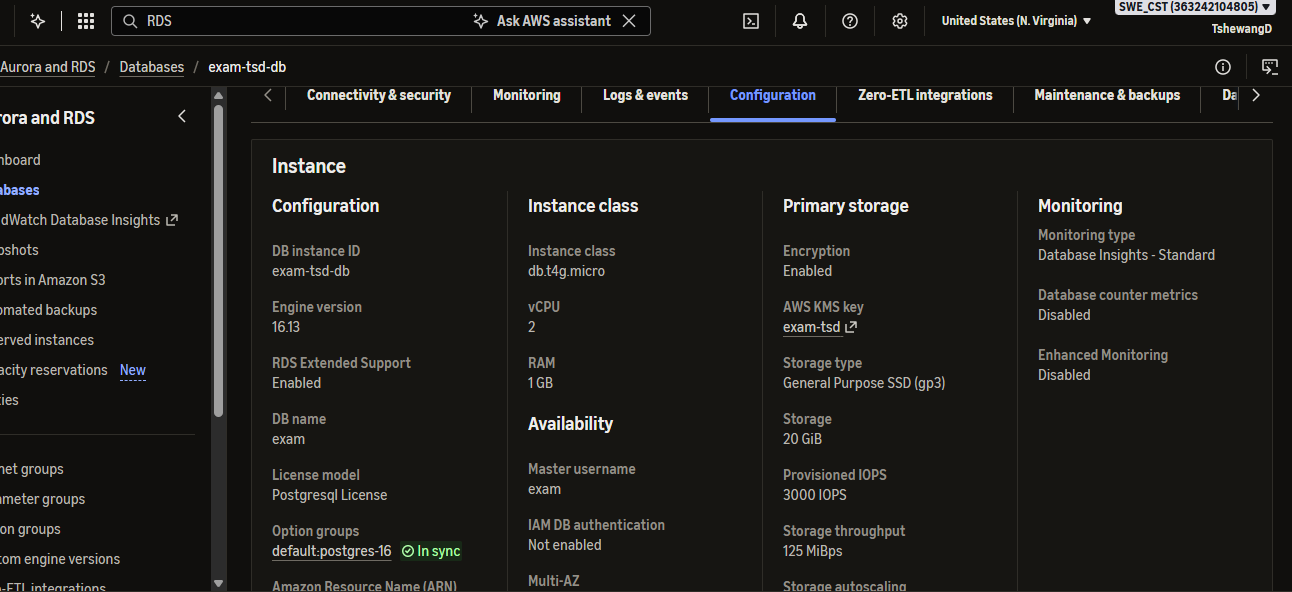 RDS
Ask AWS assistant
United States (N. Virginia)
SWE_CST (363242104805)
TshewangD
Aurora and RDS / Databases / exam-tsd-db
rora and RDS
Connectivity & security
Monitoring
Logs & events
Configuration
Zero-ETL integrations
Maintenance & backups
Da
hboard
abases
dWatch Database Insights
pshots
orts in Amazon S3
omated backups
erved instances
acity reservations New
ies
net groups
ameter groups
on groups
tom engine versions
o-ETL integrations
Instance
Configuration
DB instance ID
exam-tsd-db
Engine version
16.13
RDS Extended Support
Enabled
DB name
exam
License model
Postgresql License
Option groups
default:postgres-16 In sync
Amazon Resource Name (ARN)
Instance class
Instance class
db.t4g.micro
vCPU
2
RAM
1 GB
Availability
Master username
exam
IAM DB authentication
Not enabled
Multi-AZ
Primary storage
Encryption
Enabled
AWS KMS key
exam-tsd
Storage type
General Purpose SSD (gp3)
Storage
20 GiB
Provisioned IOPS
3000 IOPS
Storage throughput
125 MiBps
Storage autoscaling
Monitoring
Monitoring type
Database Insights - Standard
Database counter metrics
Disabled
Enhanced Monitoring
Disabled